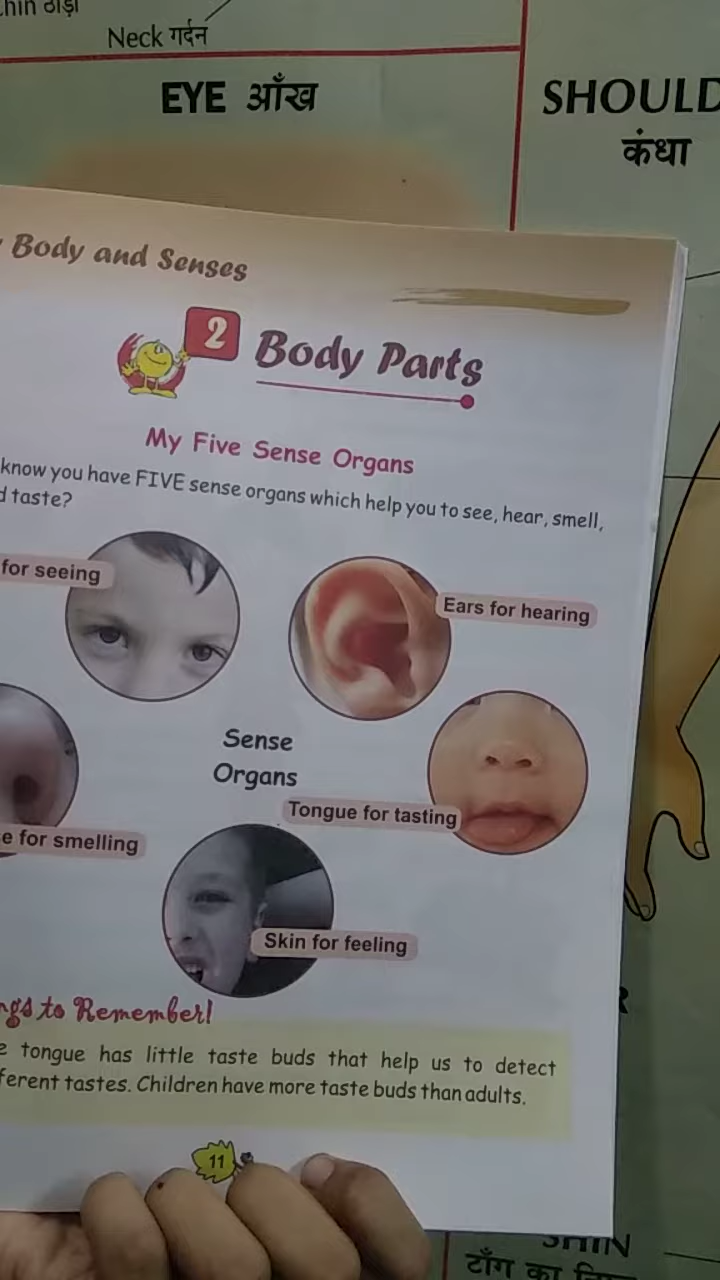 Neck गर्दन
EYE आँख
कंधा
Body and Senses
2 Body Parts
My Five Sense Organs
know you have FIVE sense organs which help you to see, hear, smell,
taste?
for seeing
Ears for hearing
Sense
Organs
Tongue for tasting
for smelling
Skin for feeling
to Remember!
tongue has little taste buds that help us to detect
tastes. Children have more taste buds than adults.
11
SHIN
टाँग का